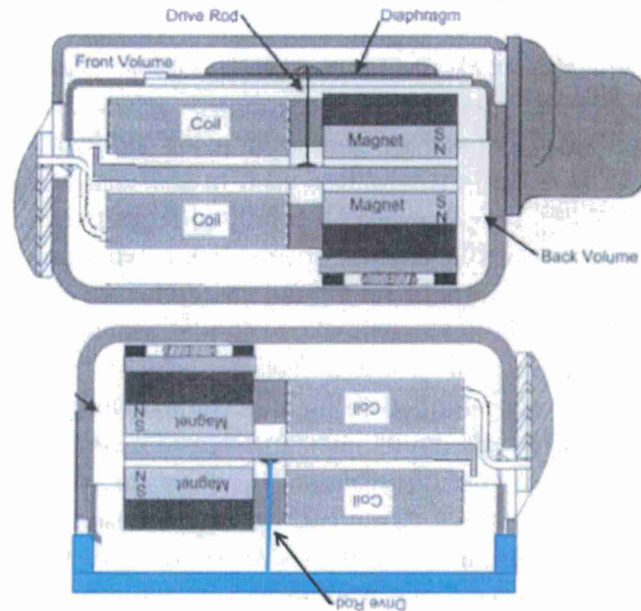 Drive Rod Diaphragm
Front Volume
Coil
Magnet
S
N
Coil
Magnet
S
N
Back Volume
N
S
Magnet
Coil
N
S
Magnet
Coil
Drive Rod